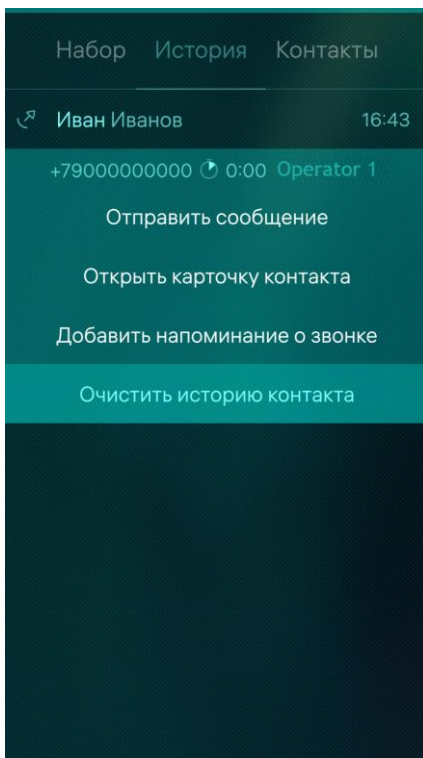 Набор История Контакты
Иван Иванов 16:43
+79000000000 0:00 Operator 1
Отправить сообщение
Открыть карточку контакта
Добавить напоминание о звонке
Очистить историю контакта